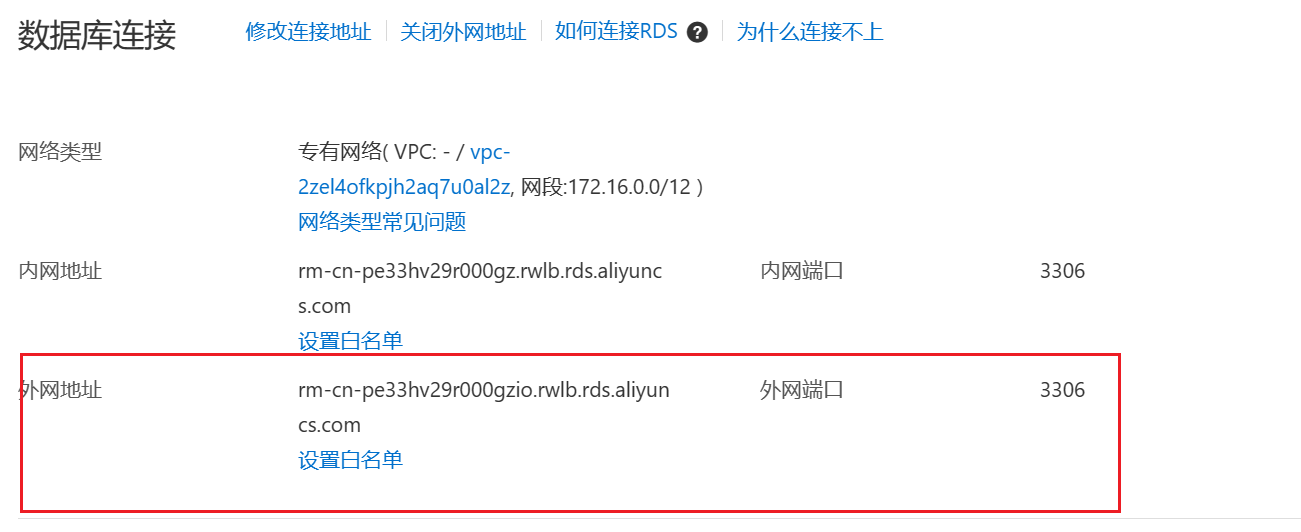 数据库连接 修改连接地址 关闭外网地址 如何连接RDS ? 为什么连接不上
网络类型 专有网络( VPC: - / vpc-
2zel4ofkpjh2aq7u0al2z, 网段:172.16.0.0/12 )
网络类型常见问题
内网地址 rm-cn-pe33hv29r000gz.rwlb.rds.aliyunc 内网端口 3306
s.com
设置白名单
外网地址 rm-cn-pe33hv29r000gzio.rwlb.rds.aliyun 外网端口 3306
cs.com
设置白名单